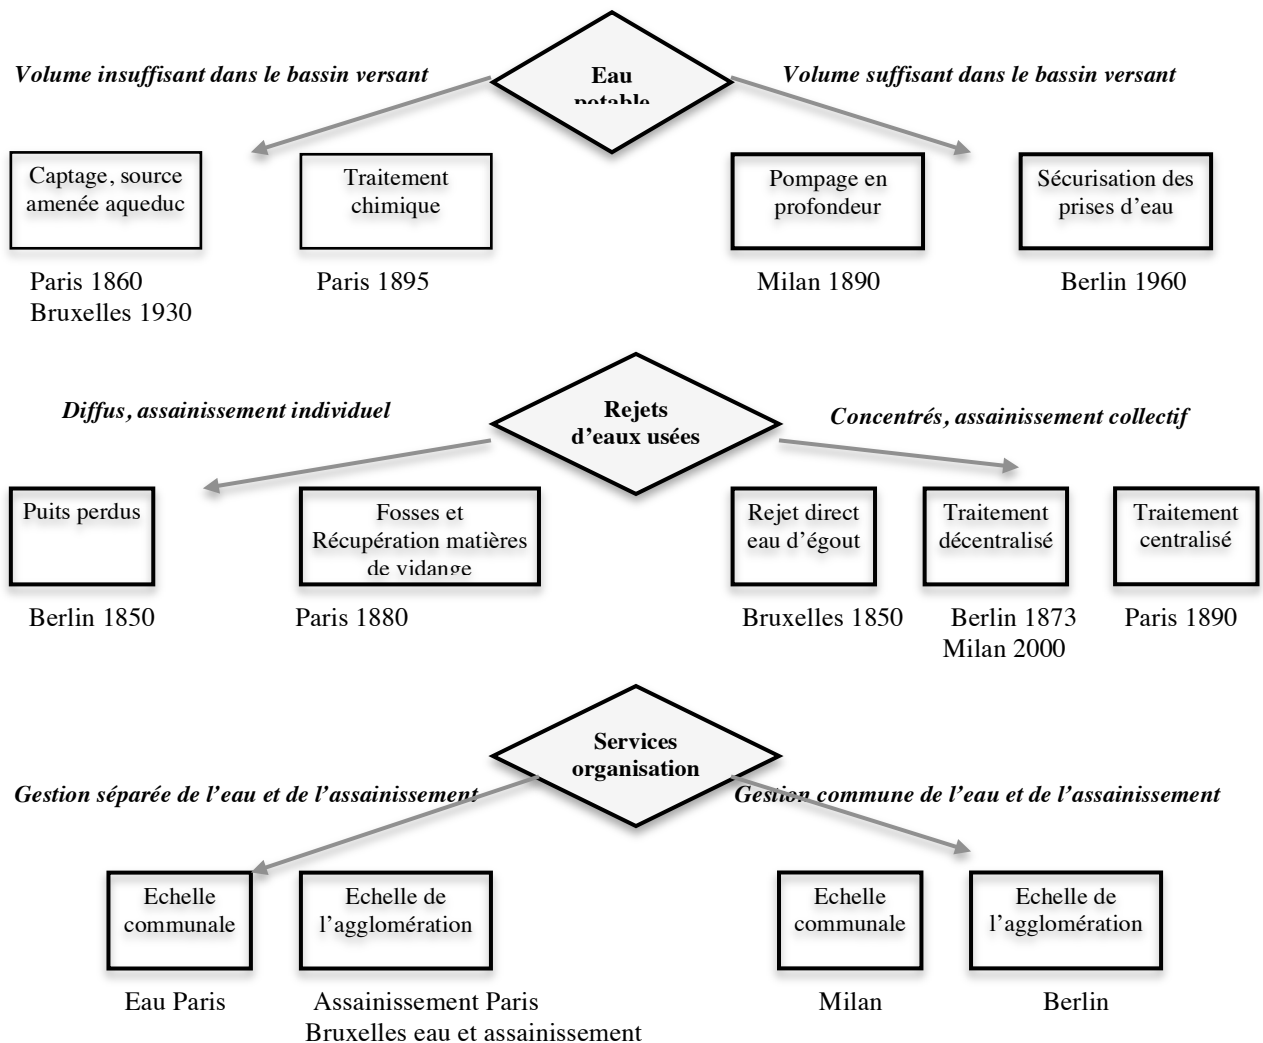 Eau
potable
Volume insuffisant dans le bassin versant
Volume suffisant dans le bassin versant
Captage, source
amenée aqueduc
Traitement
chimique
Pompage en
profondeur
Sécurisation des
prises d’eau
Paris 1860
Bruxelles 1930
Paris 1895
Milan 1890
Berlin 1960
Rejets
d’eaux usées
Diffus, assainissement individuel
Concentrés, assainissement collectif
Puits perdus
Fosses et
Récupération matières
de vidange
Rejet direct
eau d’égout
Traitement
décentralisé
Traitement
centralisé
Berlin 1850
Paris 1880
Bruxelles 1850
Berlin 1873
Milan 2000
Paris 1890
Services
organisation
Gestion séparée de l’eau et de l’assainissement
Gestion commune de l’eau et de l’assainissement
Echelle
communale
Echelle de
l’agglomération
Echelle
communale
Echelle de
l’agglomération
Eau Paris
Assainissement Paris
Bruxelles eau et assainissement
Milan
Berlin